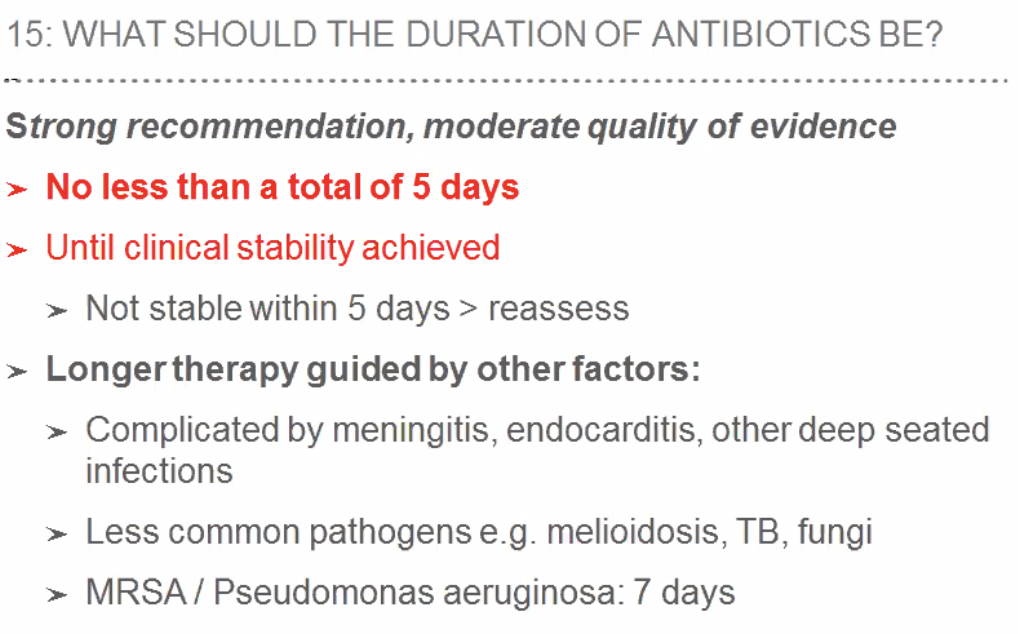 15: WHAT SHOULD THE DURATION OF ANTIBIOTICS BE?
Strong recommendation, moderate quality of evidence
➢ No less than a total of 5 days
➢ Until clinical stability achieved
➢ Not stable within 5 days > reassess
➢ Longer therapy guided by other factors:
➢ Complicated by meningitis, endocarditis, other deep seated
infections
➢ Less common pathogens e.g. melioidosis, TB, fungi
➢ MRSA / Pseudomonas aeruginosa: 7 days